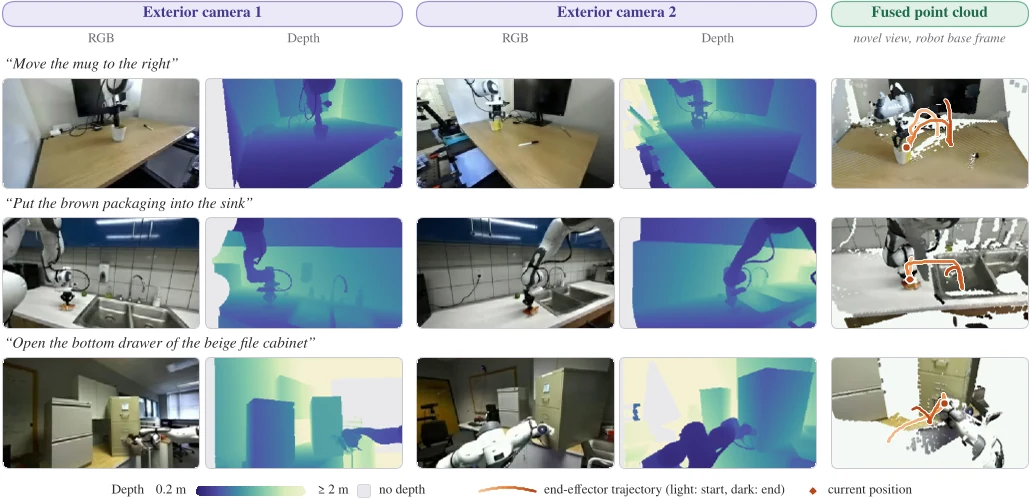 Exterior camera 1
Exterior camera 2
Fused point cloud
RGB
Depth
RGB
Depth
novel view, robot base frame
“Move the mug to the right”
“Put the brown packaging into the sink”
“Open the bottom drawer of the beige file cabinet”
Depth 0.2 m ≥ 2 m no depth end-effector trajectory (light: start, dark: end) current position